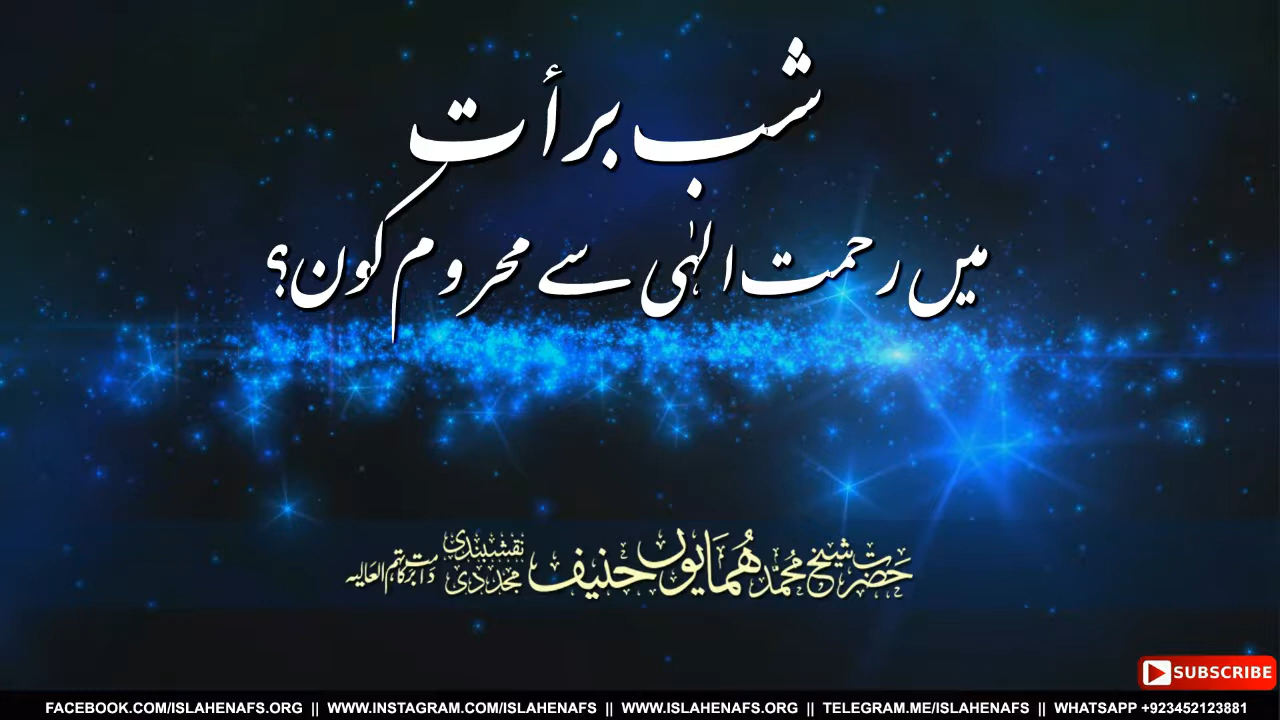 شب برأت
میں رحمت الٰہی سے محروم کون؟
حضرت شیخ محمد ہمایوں حنیف نقشبندی مجددی دامت برکاتہم العالیہ
SUBSCRIBE
FACEBOOK.COM/ISLAHENAFS.ORG || WWW.INSTAGRAM.COM/ISLAHENAFS || WWW.ISLAHENAFS.ORG || TELEGRAM.ME/ISLAHENAFS || WHATSAPP +923452123881